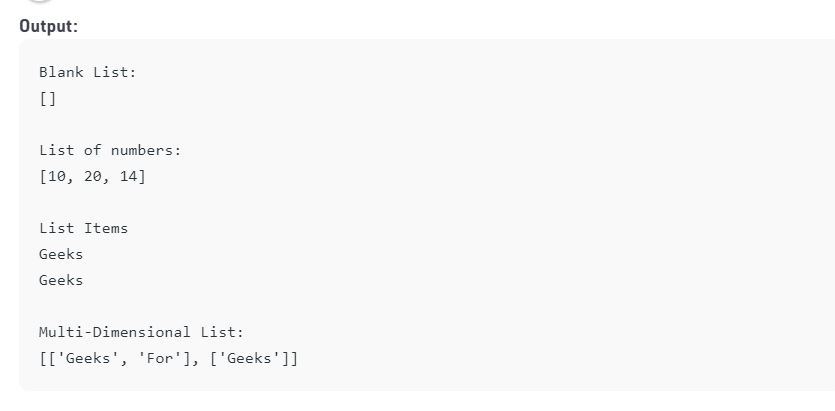 Output:
Blank List:
[]
List of numbers:
[10, 20, 14]
List Items
Geeks
Geeks
Multi-Dimensional List:
[['Geeks', 'For'], ['Geeks']]